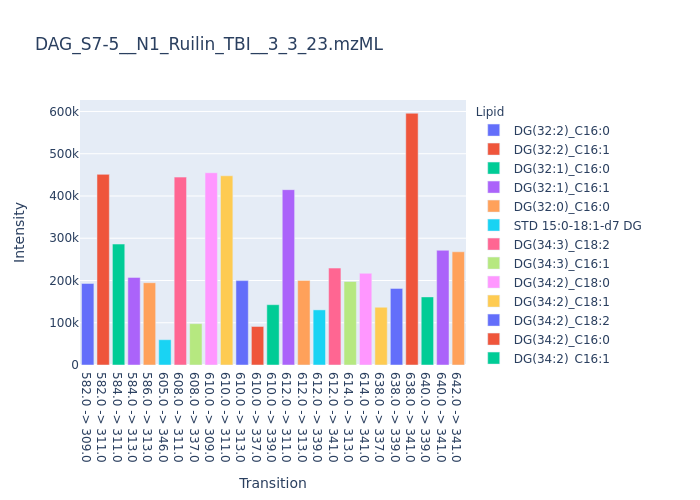 DAG_S7-5__N1_Ruilin_TBI__3_3_23.mzML
Intensity
600k
500k
400k
300k
200k
100k
0
582.0 -> 309.0
582.0 -> 311.0
584.0 -> 311.0
584.0 -> 313.0
586.0 -> 313.0
605.0 -> 346.0
608.0 -> 311.0
608.0 -> 337.0
610.0 -> 309.0
610.0 -> 311.0
610.0 -> 313.0
610.0 -> 337.0
610.0 -> 339.0
612.0 -> 311.0
612.0 -> 313.0
612.0 -> 339.0
612.0 -> 341.0
614.0 -> 313.0
614.0 -> 341.0
638.0 -> 337.0
638.0 -> 339.0
638.0 -> 341.0
640.0 -> 339.0
640.0 -> 341.0
642.0 -> 341.0
Transition
Lipid
DG(32:2)_C16:0
DG(32:2)_C16:1
DG(32:1)_C16:0
DG(32:1)_C16:1
DG(32:0)_C16:0
STD 15:0-18:1-d7 DG
DG(34:3)_C18:2
DG(34:3)_C16:1
DG(34:2)_C18:0
DG(34:2)_C18:1
DG(34:2)_C18:2
DG(34:2)_C16:0
DG(34:2)_C16:1